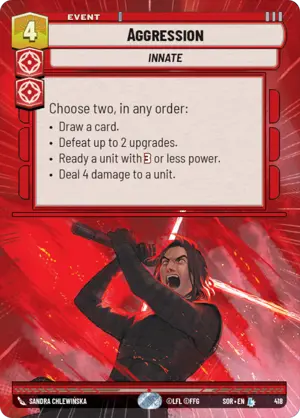 EVENT
4
AGGRESSION
INNATE
Choose two, in any order:
• Draw a card.
• Defeat up to 2 upgrades.
• Ready a unit with 3 or less power.
• Deal 4 damage to a unit.
SANDRA CHLEWIŃSKA
©LFL ©FFG
SOR • EN
L
418